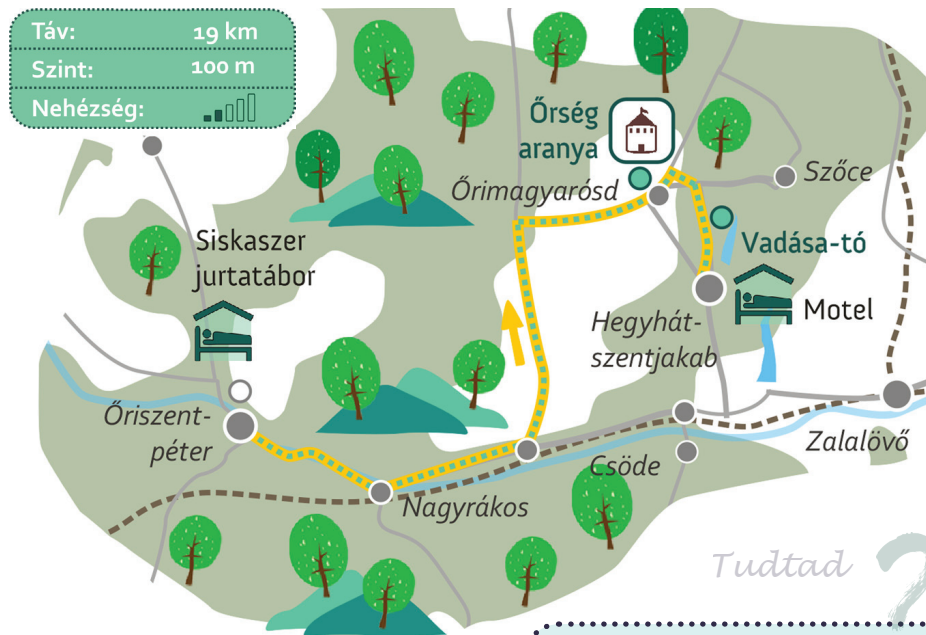 Táv: 19 km
Szint: 100 m
Nehézség:
Őrség
aranya
Szőce
Őrimagyarósd
Siskaszer
jurtatábor
Vadása-tó
Motel
Hegyhát-
szentjakab
Őriszent-
péter
Zalalövő
Csöde
Nagyrákos
Tudtad
?